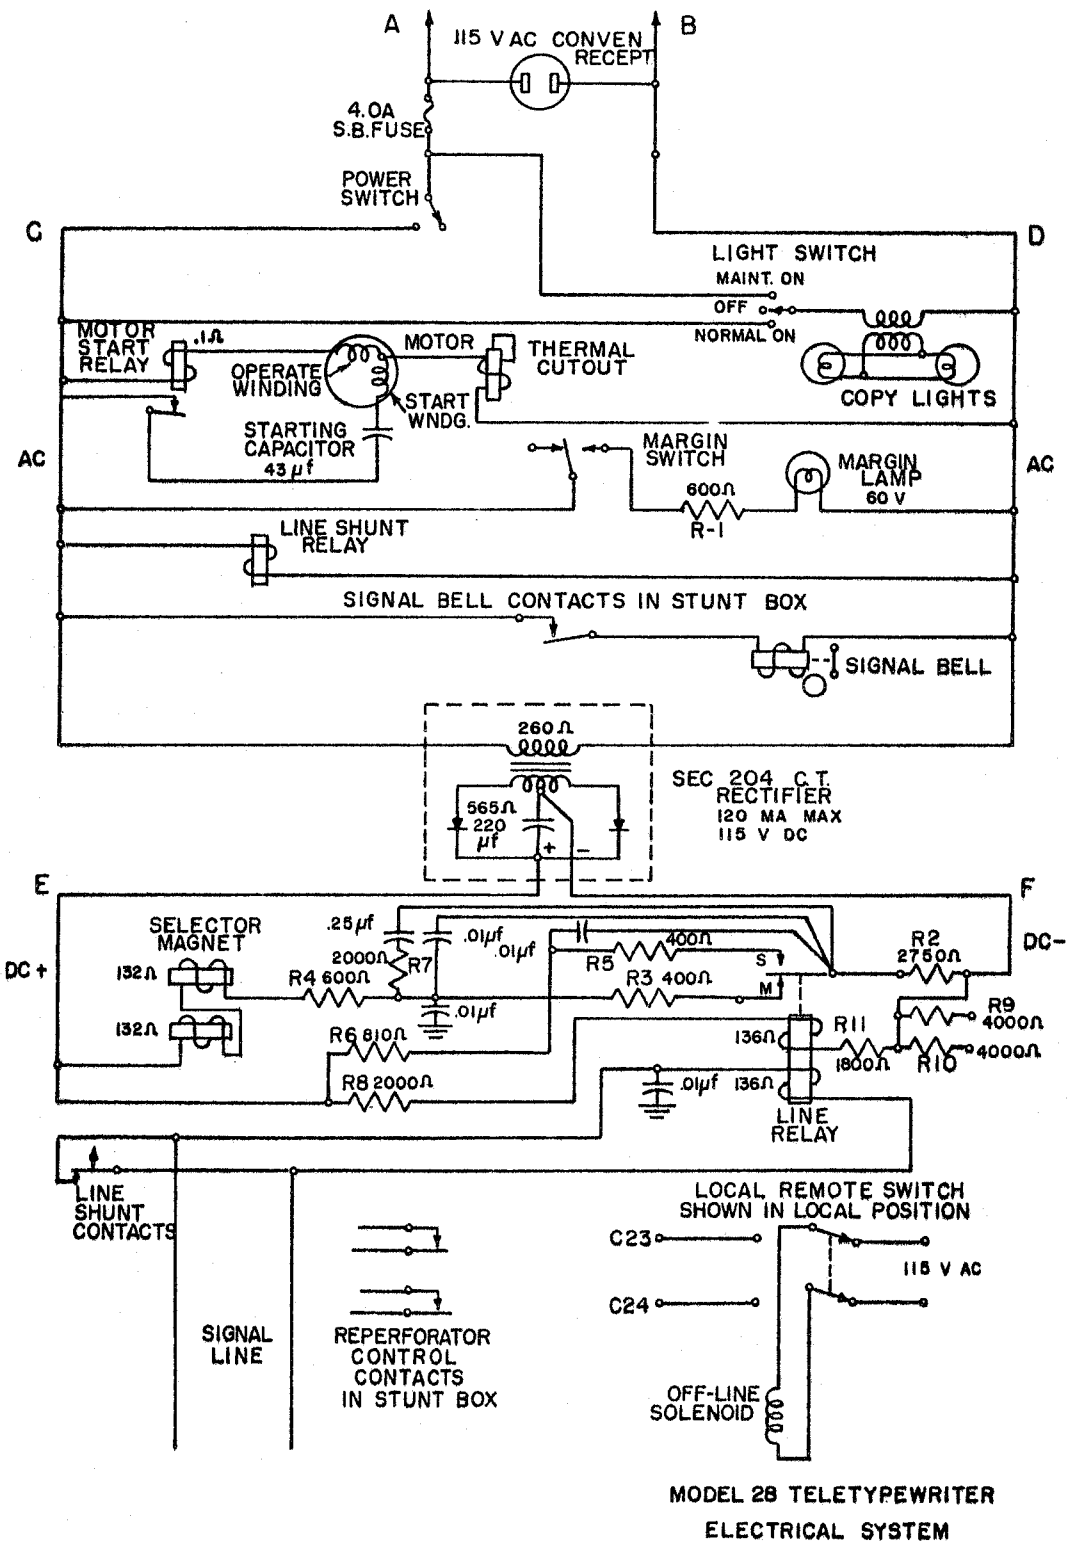 A
B
115 V AC CONVEN
RECEPT
4.0A
S.B.FUSE
POWER
SWITCH
C
D
LIGHT SWITCH
MAINT. ON
OFF
NORMAL ON
MOTOR
START
RELAY
.1Ω
MOTOR
THERMAL
CUTOUT
OPERATE
WINDING
START
WNDG.
COPY LIGHTS
STARTING
CAPACITOR
43 µf
AC
MARGIN
SWITCH
MARGIN
LAMP
60 V
AC
600Ω
R-1
LINE SHUNT
RELAY
SIGNAL BELL CONTACTS IN STUNT BOX
SIGNAL BELL
260Ω
SEC 204 C.T.
RECTIFIER
120 MA MAX
115 V DC
565Ω
220
µf
+
−
E
F
SELECTOR
MAGNET
.25µf
.01µf
.01µf
400Ω
R2
2750Ω
DC−
DC+
132Ω
2000Ω
R7
R5
S
R4 600Ω
R3 400Ω
M
.01µf
R9
4000Ω
132Ω
R6 810Ω
136Ω
R11
1800Ω
R10
4000Ω
R8 2000Ω
.01µf
136Ω
LINE
RELAY
LINE
SHUNT
CONTACTS
LOCAL REMOTE SWITCH
SHOWN IN LOCAL POSITION
C23
115 V AC
C24
SIGNAL
LINE
REPERFORATOR
CONTROL
CONTACTS
IN STUNT BOX
OFF-LINE
SOLENOID
MODEL 28 TELETYPEWRITER
ELECTRICAL SYSTEM